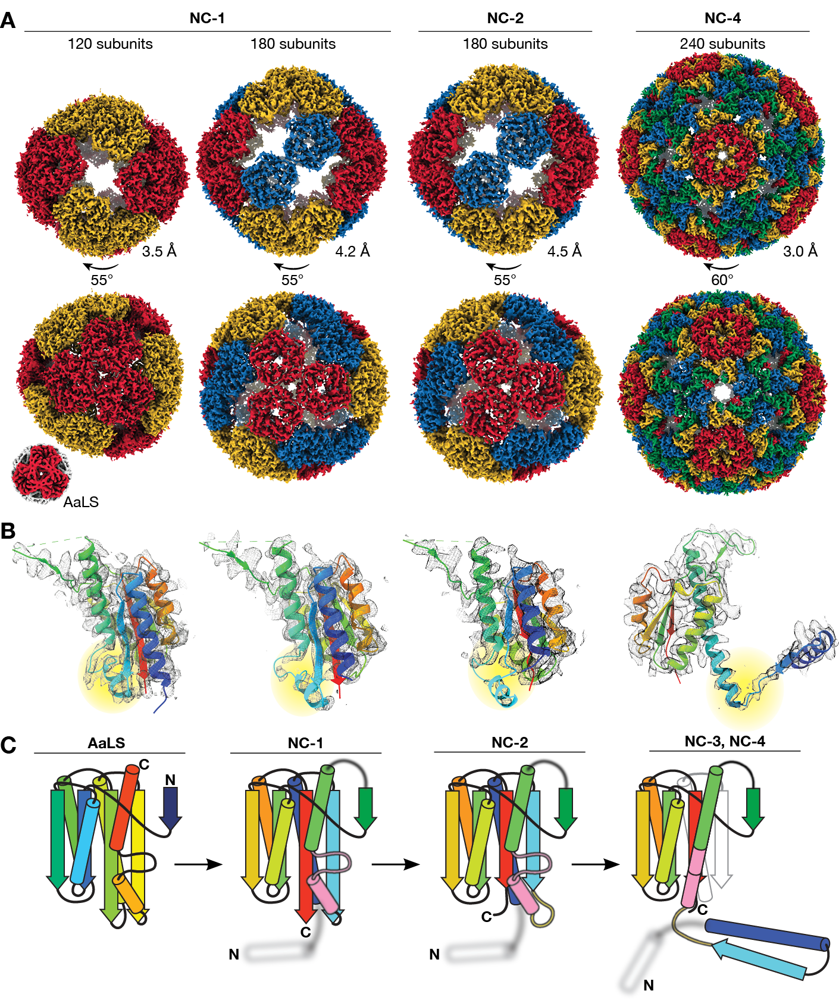 A
NC-1
NC-2
NC-4
120 subunits
180 subunits
180 subunits
240 subunits
3.5 Å
4.2 Å
4.5 Å
3.0 Å
55°
55°
55°
60°
AaLS
B
C
AaLS
NC-1
NC-2
NC-3, NC-4
C
N
C
N
C
N
C
N